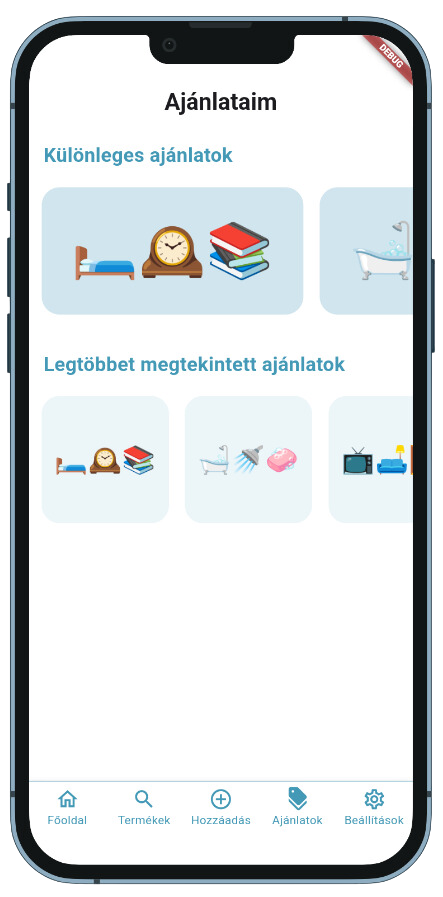 DEBUG
Ajánlataim
Különleges ajánlatok
Legtöbbet megtekintett ajánlatok
Főoldal
Termékek
Hozzáadás
Ajánlatok
Beállítások